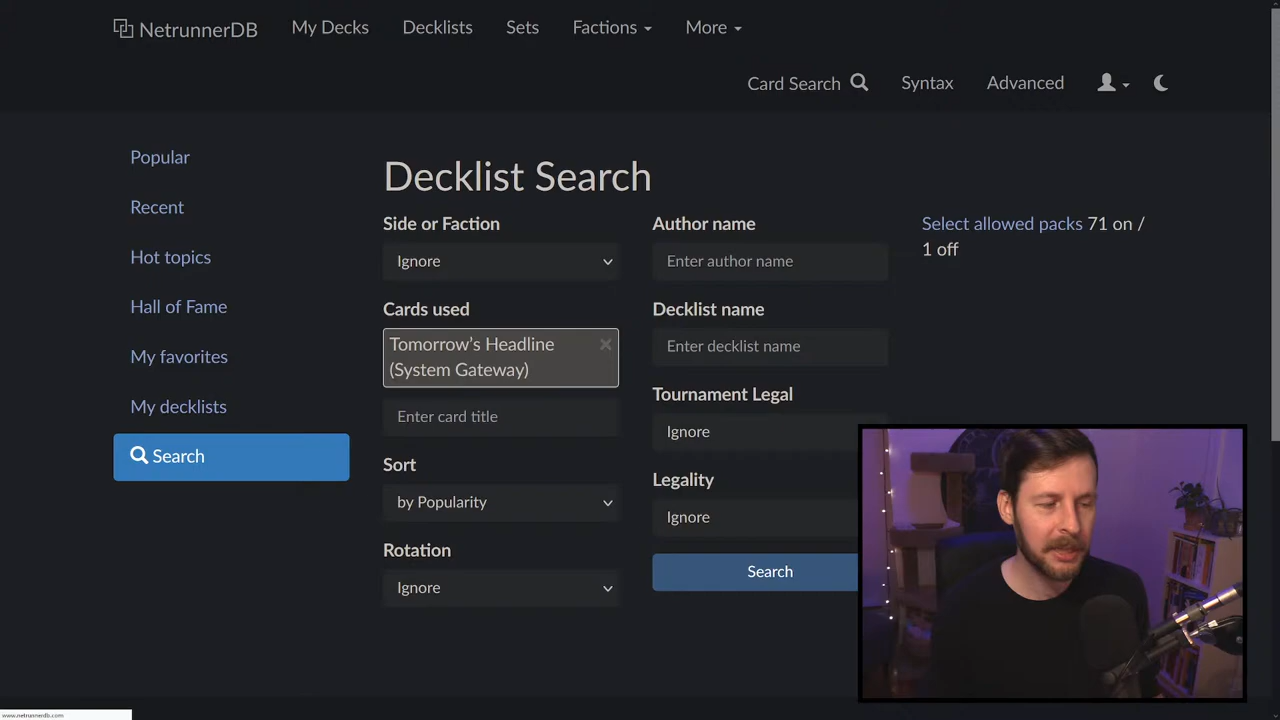 NetrunnerDB
My Decks
Decklists
Sets
Factions
More
Card Search
Syntax
Advanced
Popular
Recent
Hot topics
Hall of Fame
My favorites
My decklists
Search
Decklist Search
Side or Faction
Ignore
Cards used
Tomorrow's Headline
(System Gateway)
Enter card title
Sort
by Popularity
Rotation
Ignore
Author name
Enter author name
Decklist name
Enter decklist name
Tournament Legal
Ignore
Legality
Ignore
Search
Select allowed packs 71 on /
1 off
www.netrunnerdb.com